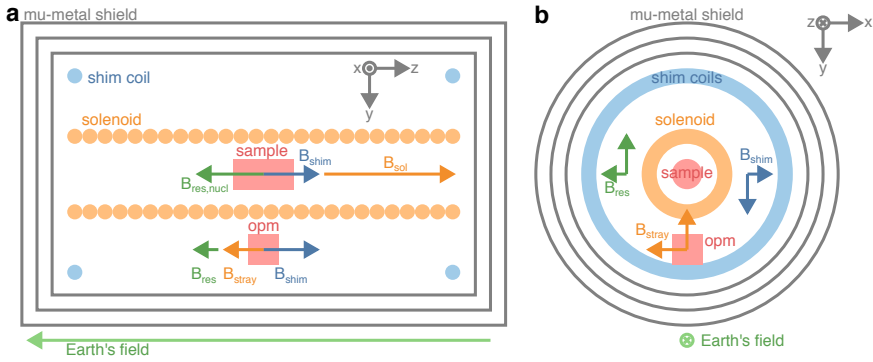 a
mu-metal shield
shim coil
x
z
y
solenoid
sample
B_shim
B_sol
B_res,nucl
opm
B_res
B_stray
B_shim
Earth's field
b
mu-metal shield
z
x
y
shim coils
solenoid
sample
B_shim
B_res
B_stray
opm
Earth's field